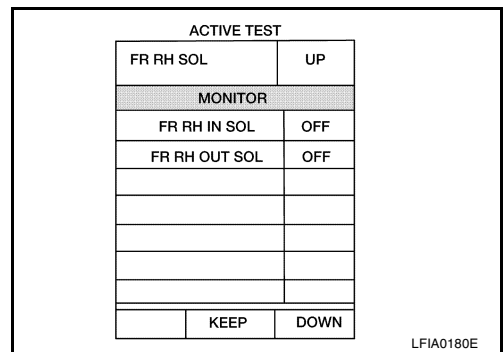 ACTIVE TEST
FR RH SOL UP
MONITOR
FR RH IN SOL OFF
FR RH OUT SOL OFF
KEEP DOWN
LFIA0180E